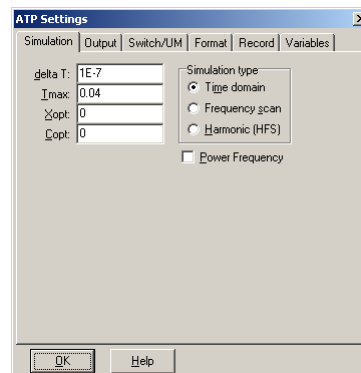 ATP Settings
Simulation Output Switch/UM Format Record Variables
delta T: 1E-7
Tmax: 0.04
Xopt: 0
Copt: 0
Simulation type
Time domain
Frequency scan
Harmonic (HFS)
Power Frequency
OK Help